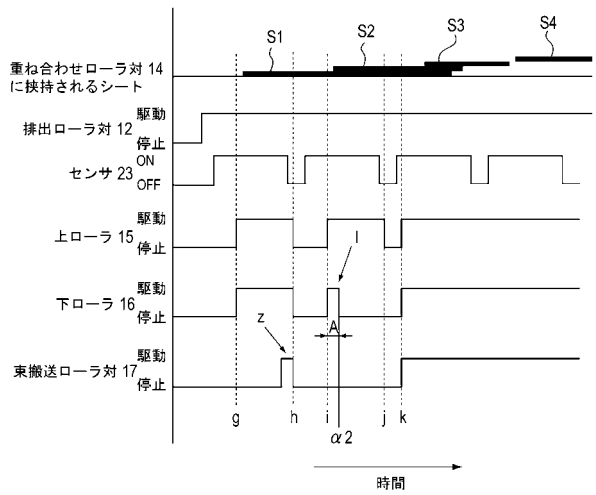 S1
S2
S3
S4
重ね合わせローラ対 14
に挟持されるシート
駆動
排出ローラ対 12
停止
ON
センサ 23
OFF
駆動
上ローラ 15
停止
I
駆動
下ローラ 16
停止
A
z
駆動
束搬送ローラ対 17
停止
g
h
i
j
k
α2
時間